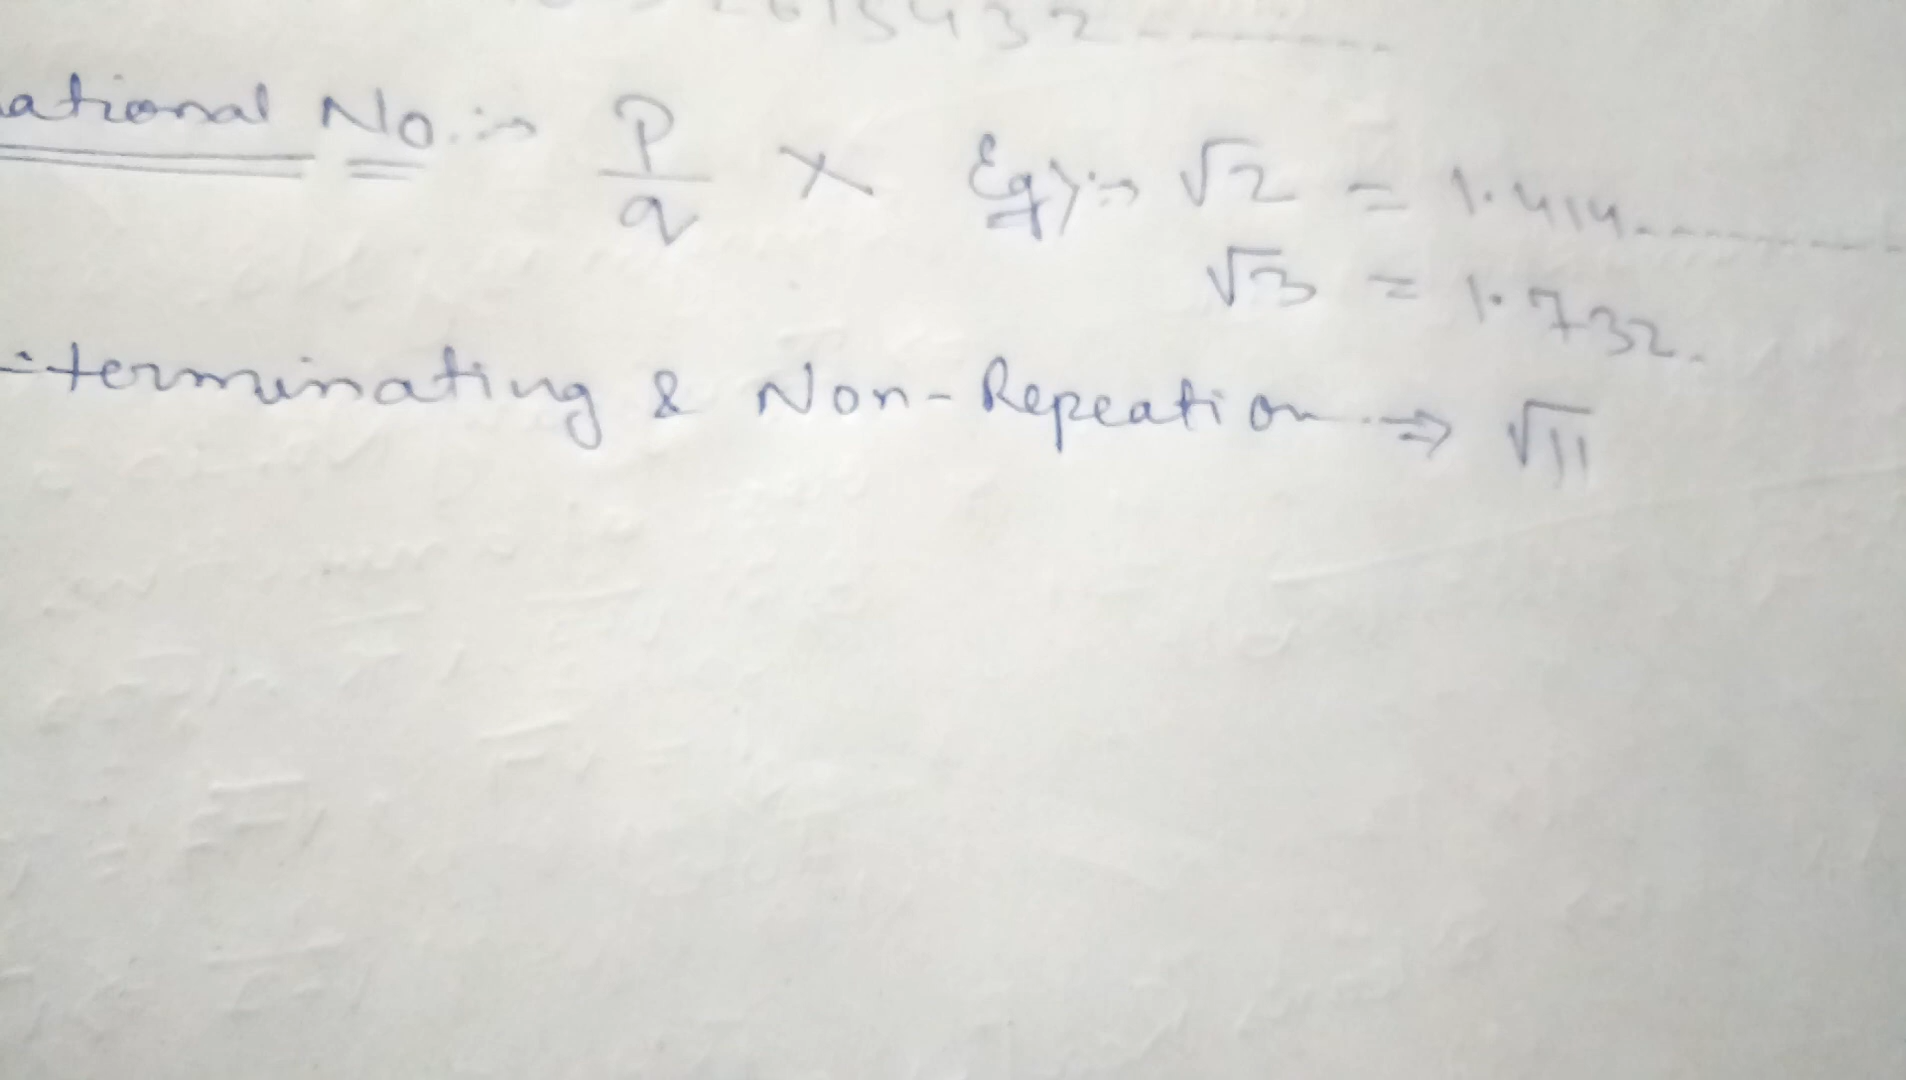 ational No. :→ P/q × Eg):→ √2 = 1.414..........
√3 = 1.732.
-terminating & Non-Repeation → √11